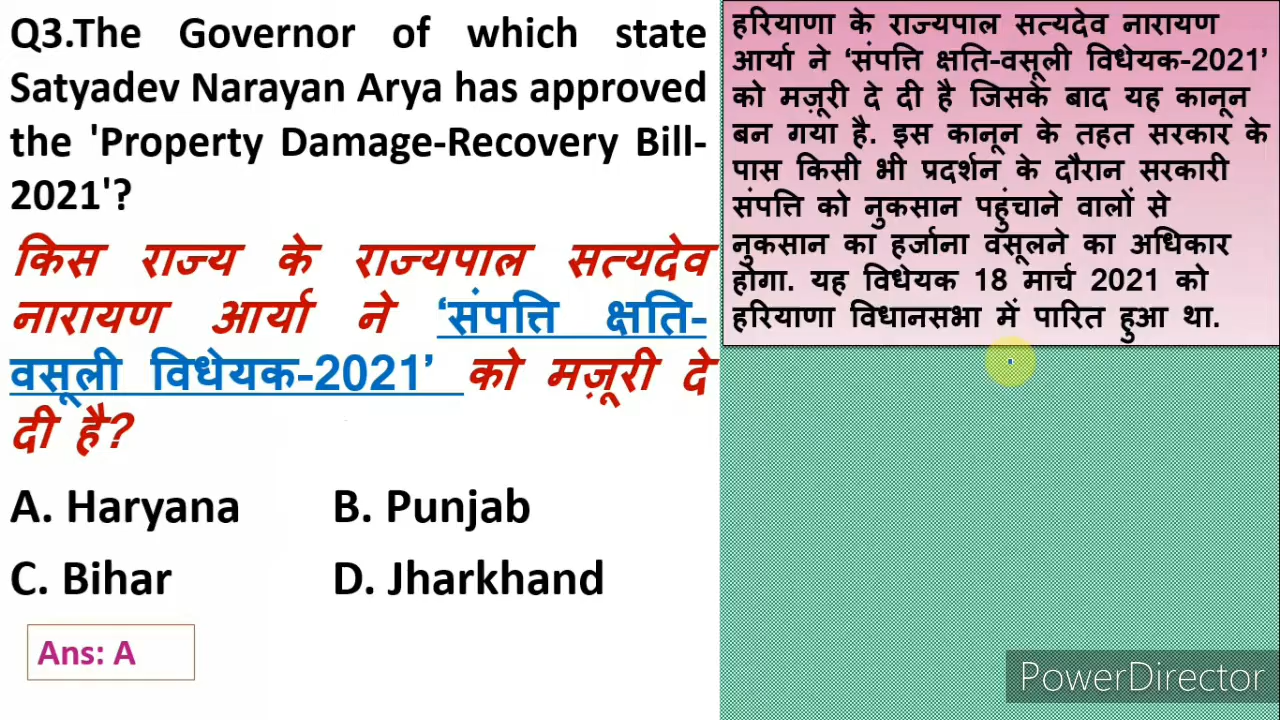 Q3.The Governor of which state
Satyadev Narayan Arya has approved
the 'Property Damage-Recovery Bill-
2021'?
किस राज्य के राज्यपाल सत्यदेव
नारायण आर्या ने ‘संपत्ति क्षति-
वसूली विधेयक-2021’ को मज़ूरी दे
दी है?
A. Haryana B. Punjab
C. Bihar D. Jharkhand
Ans: A
हरियाणा के राज्यपाल सत्यदेव नारायण
आर्या ने ‘संपत्ति क्षति-वसूली विधेयक-2021’
को मज़ूरी दे दी है जिसके बाद यह कानून
बन गया है. इस कानून के तहत सरकार के
पास किसी भी प्रदर्शन के दौरान सरकारी
संपत्ति को नुकसान पहुंचाने वालों से
नुकसान का हर्जाना वसूलने का अधिकार
होगा. यह विधेयक 18 मार्च 2021 को
हरियाणा विधानसभा में पारित हुआ था.
PowerDirector